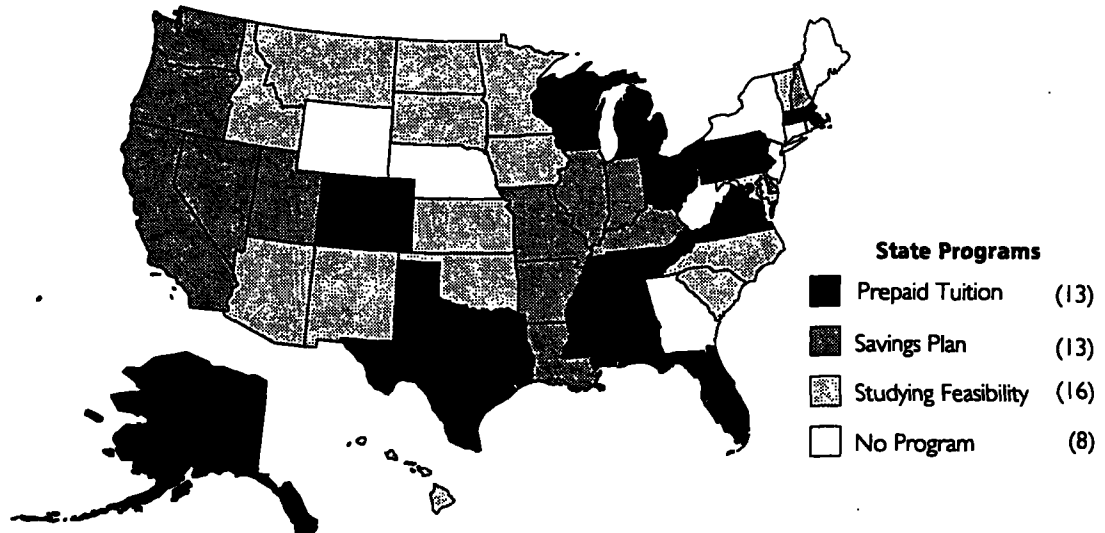 State Programs
Prepaid Tuition (13)
Savings Plan (13)
Studying Feasibility (16)
No Program (8)